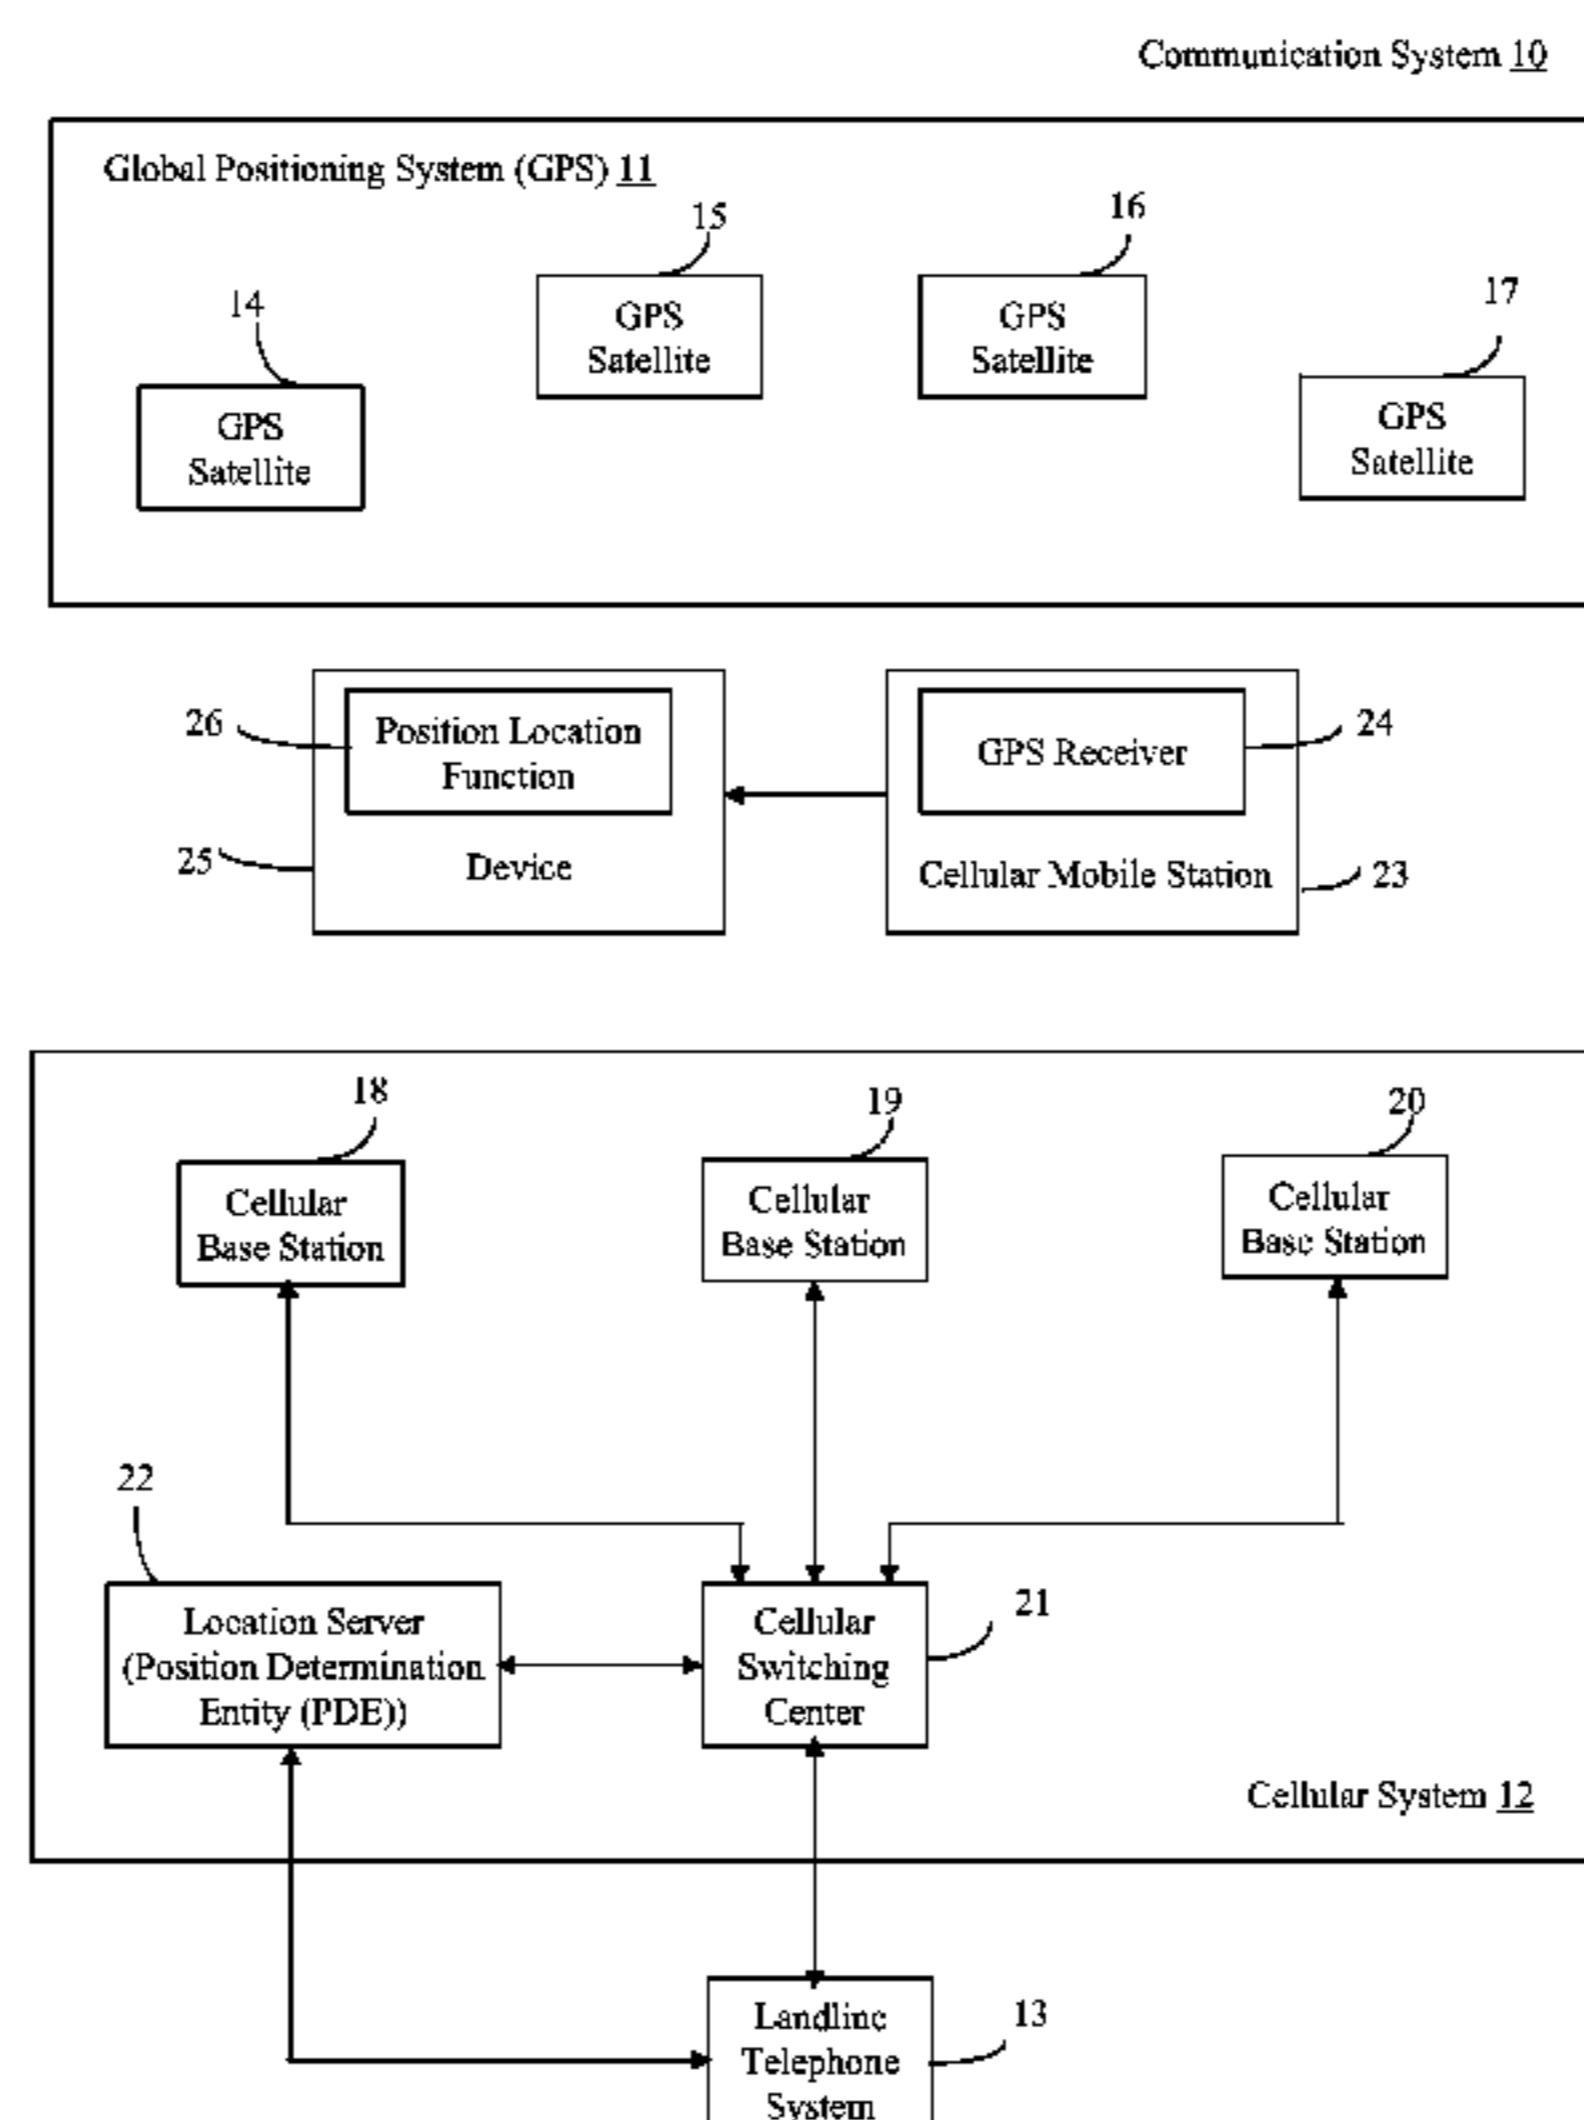 Communication System 10
Global Positioning System (GPS) 11
15
16
14
17
GPS
Satellite
GPS
Satellite
GPS
Satellite
GPS
Satellite
26
Position Location
Function
GPS Receiver
24
25
Device
Cellular Mobile Station
23
18
19
20
Cellular
Base Station
Cellular
Base Station
Cellular
Base Station
22
Location Server
(Position Determination
Entity (PDE))
Cellular
Switching
Center
21
Cellular System 12
Landline
Telephone
System
13